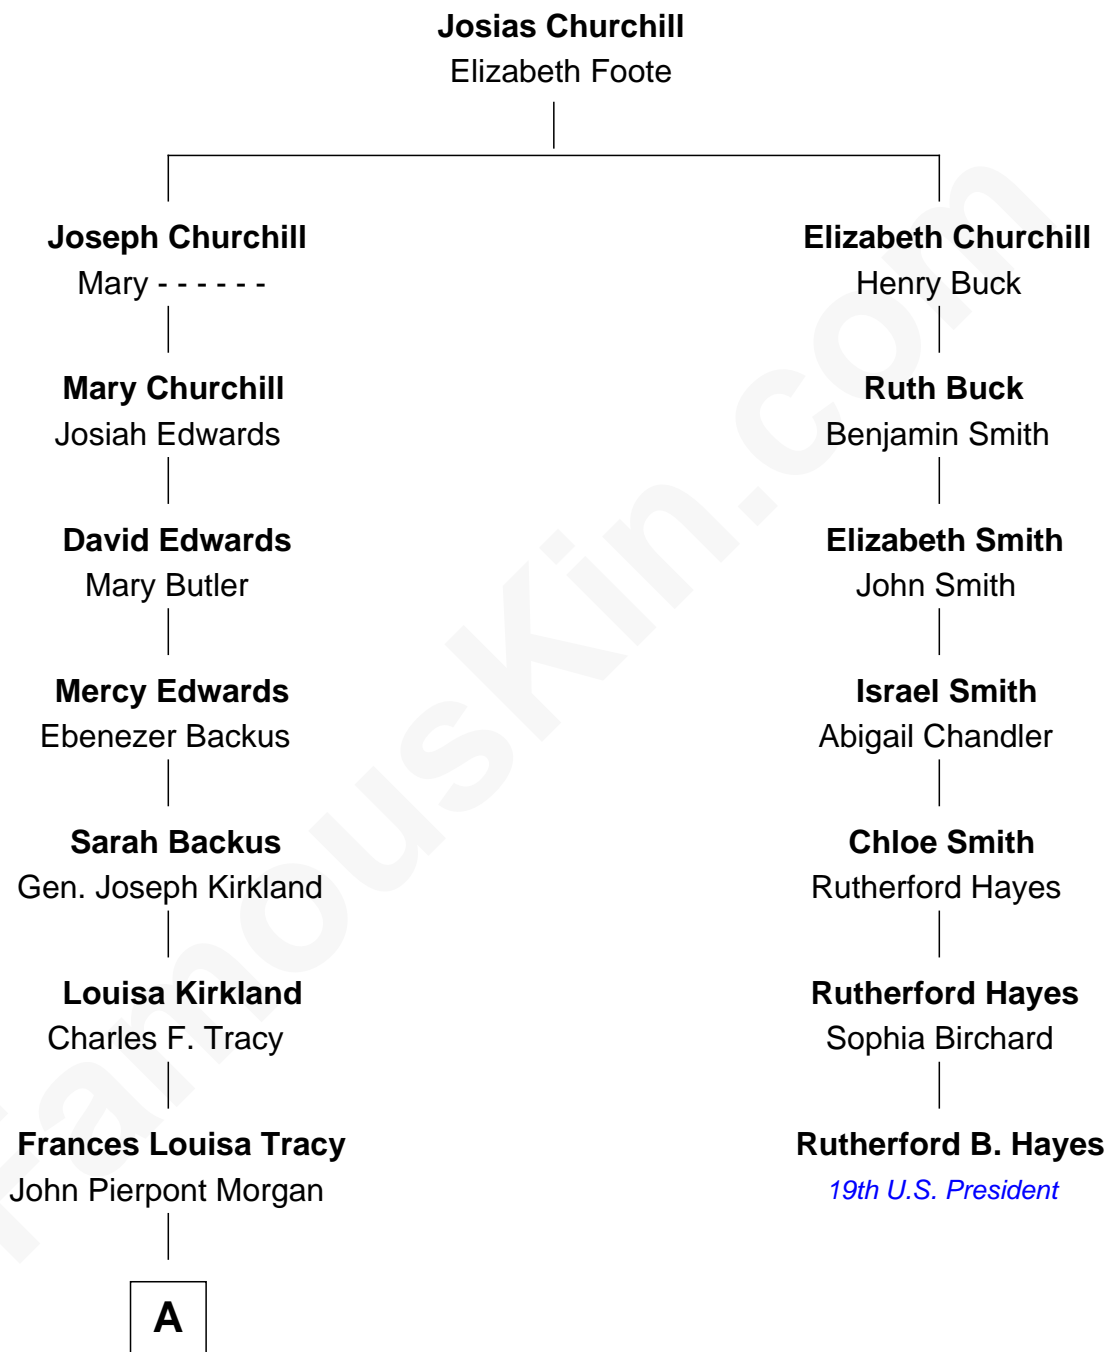 Josias Churchill
Elizabeth Foote
Joseph Churchill
Mary - - - - - -
Elizabeth Churchill
Henry Buck
Mary Churchill
Josiah Edwards
Ruth Buck
Benjamin Smith
David Edwards
Mary Butler
Elizabeth Smith
John Smith
Mercy Edwards
Ebenezer Backus
Israel Smith
Abigail Chandler
Sarah Backus
Gen. Joseph Kirkland
Chloe Smith
Rutherford Hayes
Louisa Kirkland
Charles F. Tracy
Rutherford Hayes
Sophia Birchard
Frances Louisa Tracy
John Pierpont Morgan
Rutherford B. Hayes
19th U.S. President
A
FamousKin.com